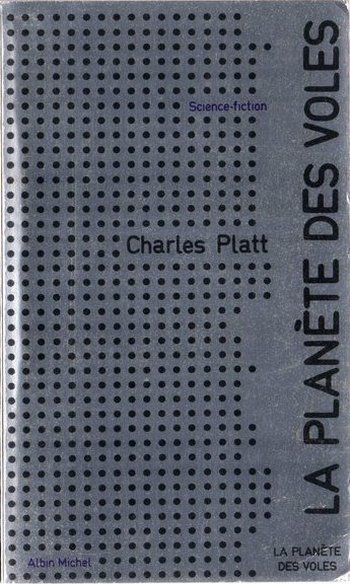 Science-fiction
Charles Platt
LA PLANÈTE DES VOLES
Albin Michel
LA PLANÈTE
DES VOLES